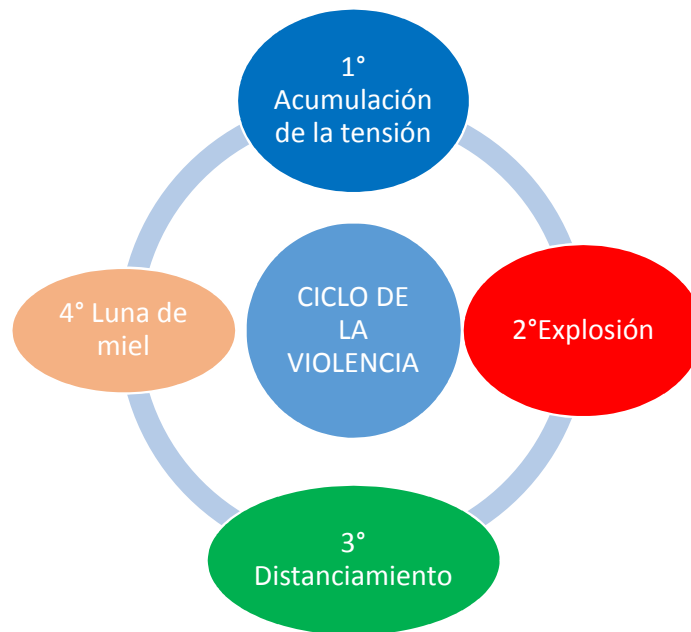 1°
Acumulación
de la tensión
CICLO DE
LA
VIOLENCIA
2°Explosión
3°
Distanciamiento
4° Luna de
miel